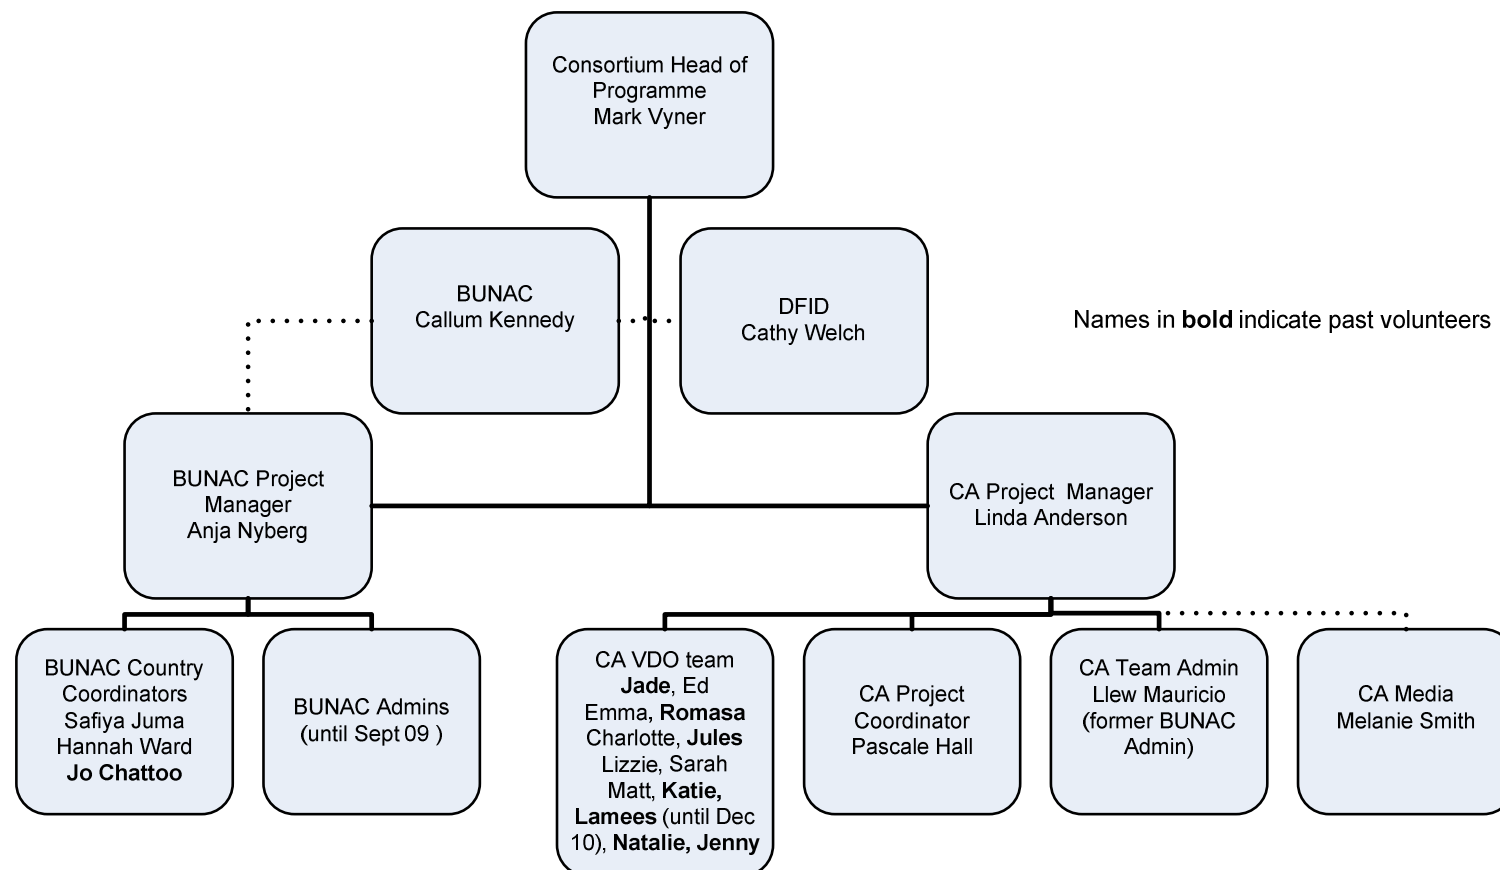 Consortium Head of
Programme
Mark Vyner
BUNAC
Callum Kennedy
DFID
Cathy Welch
Names in bold indicate past volunteers
BUNAC Project
Manager
Anja Nyberg
CA Project Manager
Linda Anderson
BUNAC Country
Coordinators
Safiya Juma
Hannah Ward
Jo Chattoo
BUNAC Admins
(until Sept 09 )
CA VDO team
Jade, Ed
Emma, Romasa
Charlotte, Jules
Lizzie, Sarah
Matt, Katie,
Lamees (until Dec
10), Natalie, Jenny
CA Project
Coordinator
Pascale Hall
CA Team Admin
Llew Mauricio
(former BUNAC
Admin)
CA Media
Melanie Smith